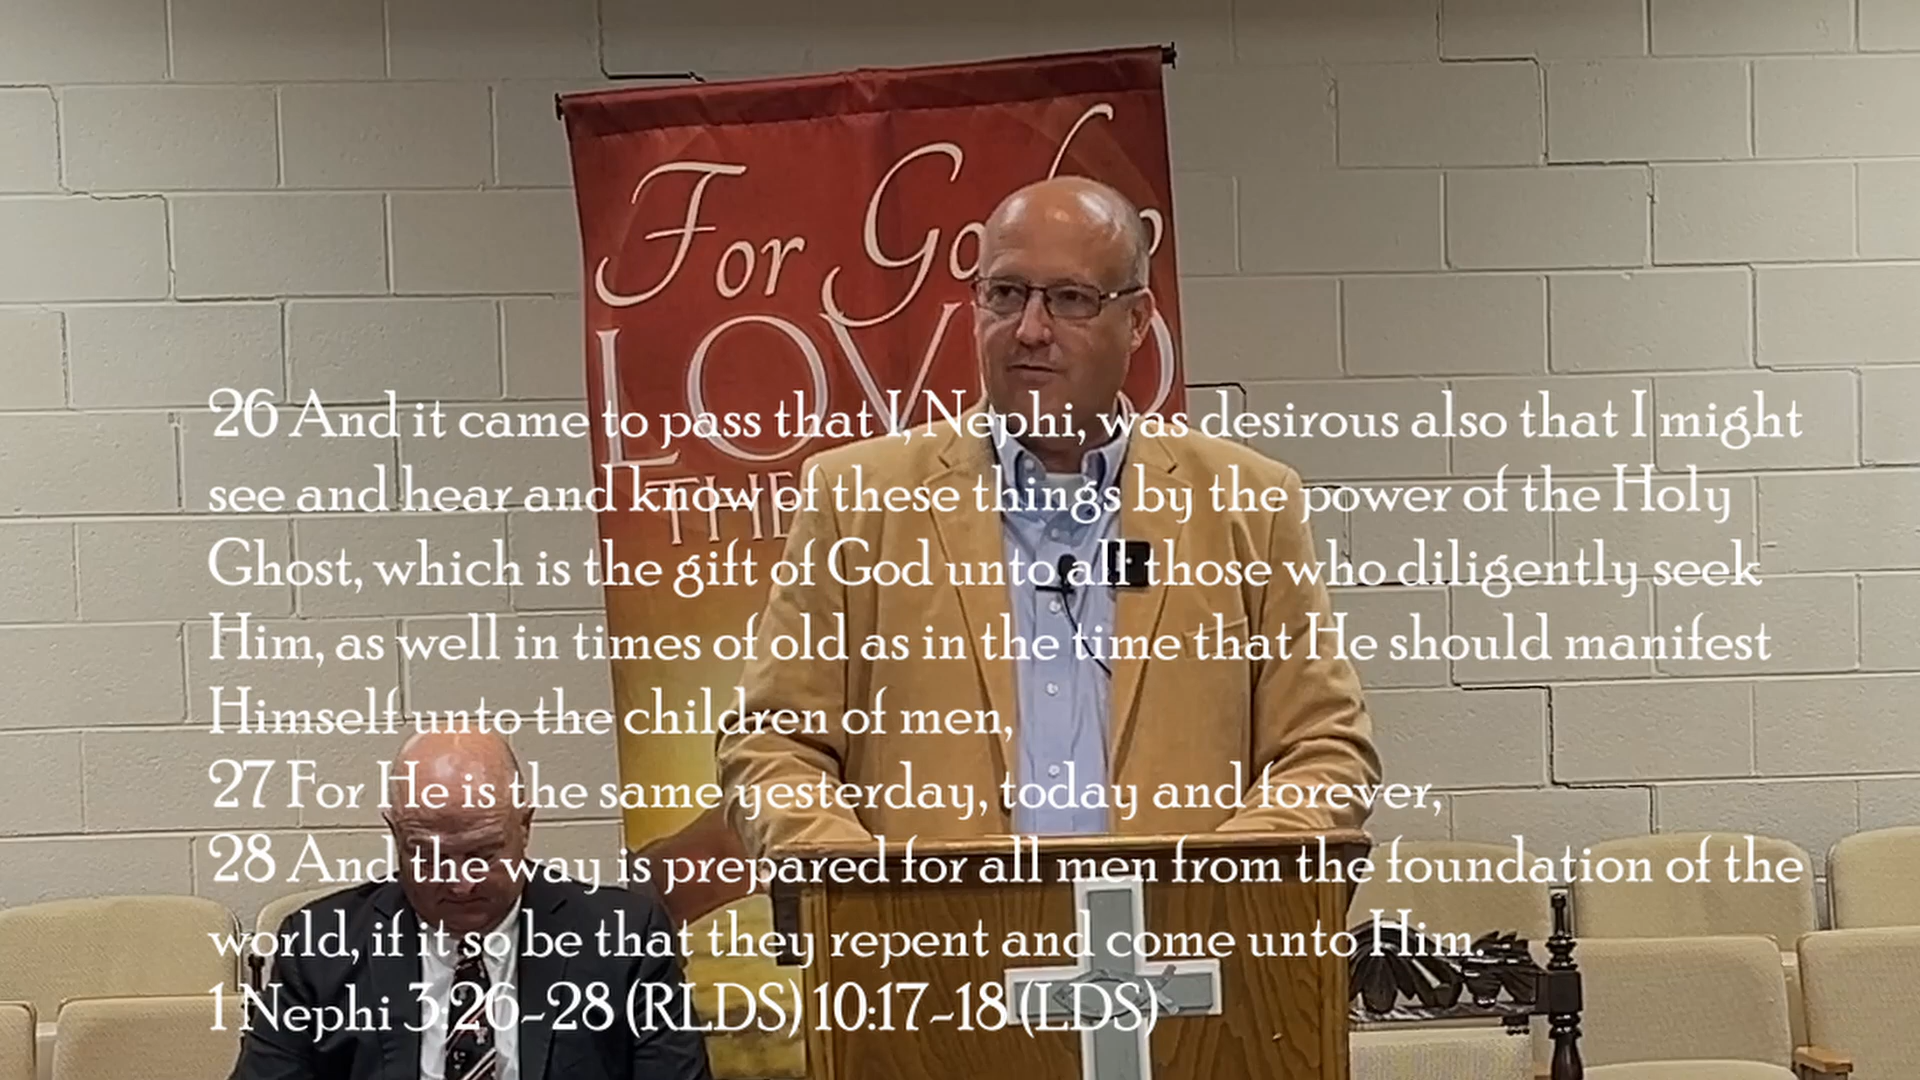 For God so
LOVED
THE
26 And it came to pass that I, Nephi, was desirous also that I might
see and hear and know of these things by the power of the Holy
Ghost, which is the gift of God unto all those who diligently seek
Him, as well in times of old as in the time that He should manifest
Himself unto the children of men,
27 For He is the same yesterday, today and forever,
28 And the way is prepared for all men from the foundation of the
world, if it so be that they repent and come unto Him.
1 Nephi 3:26-28 (RLDS) 10:17-18 (LDS)